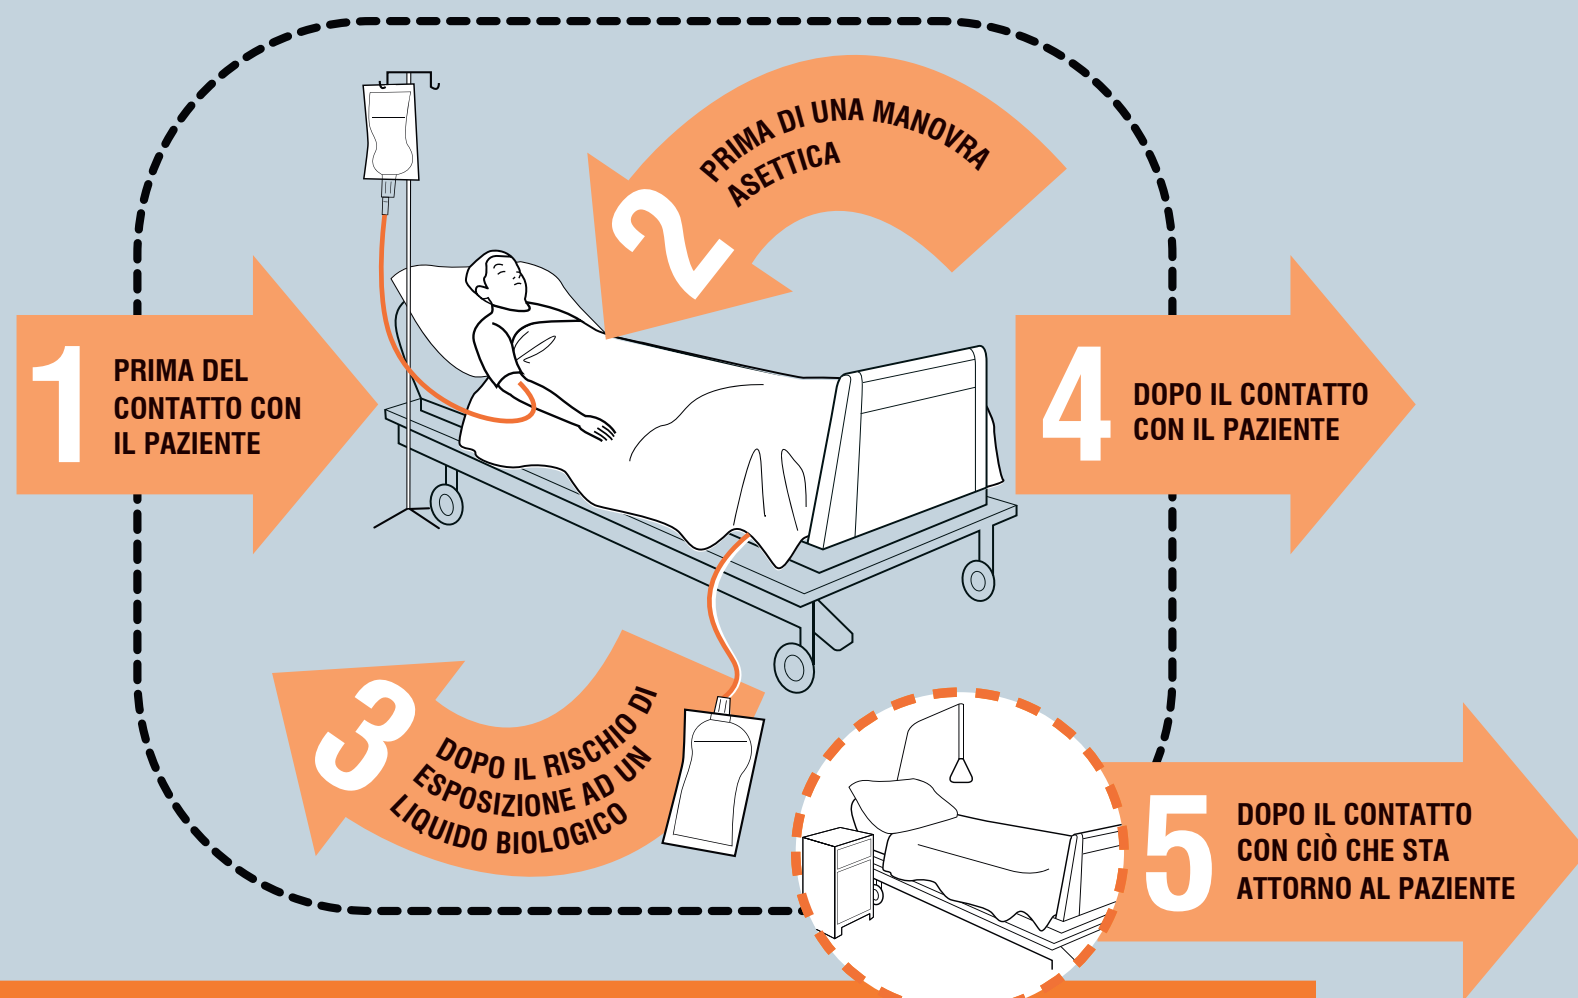 1
PRIMA DEL
CONTATTO CON
IL PAZIENTE
2
PRIMA DI UNA MANOVRA
ASETTICA
3
DOPO IL RISCHIO DI
ESPOSIZIONE AD UN
LIQUIDO BIOLOGICO
4
DOPO IL CONTATTO
CON IL PAZIENTE
5
DOPO IL CONTATTO
CON CIÒ CHE STA
ATTORNO AL PAZIENTE